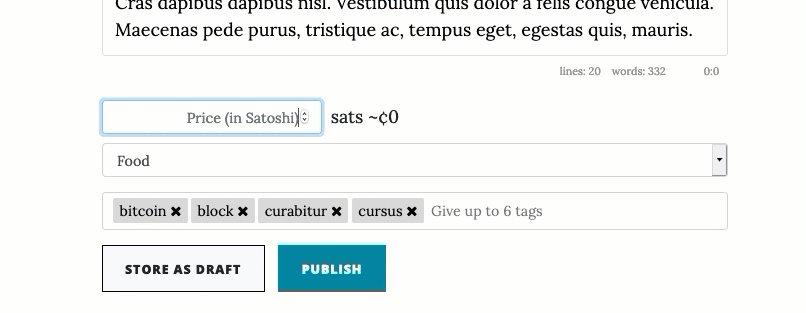 Cras dapibus dapibus nisl. Vestibulum quis dolor a felis congue vehicula.
Maecenas pede purus, tristique ac, tempus eget, egestas quis, mauris.
lines: 20 words: 332 0:0
Price (in Satoshi) sats ~¢0
Food
bitcoin ✖ block ✖ curabitur ✖ cursus ✖ Give up to 6 tags
STORE AS DRAFT PUBLISH